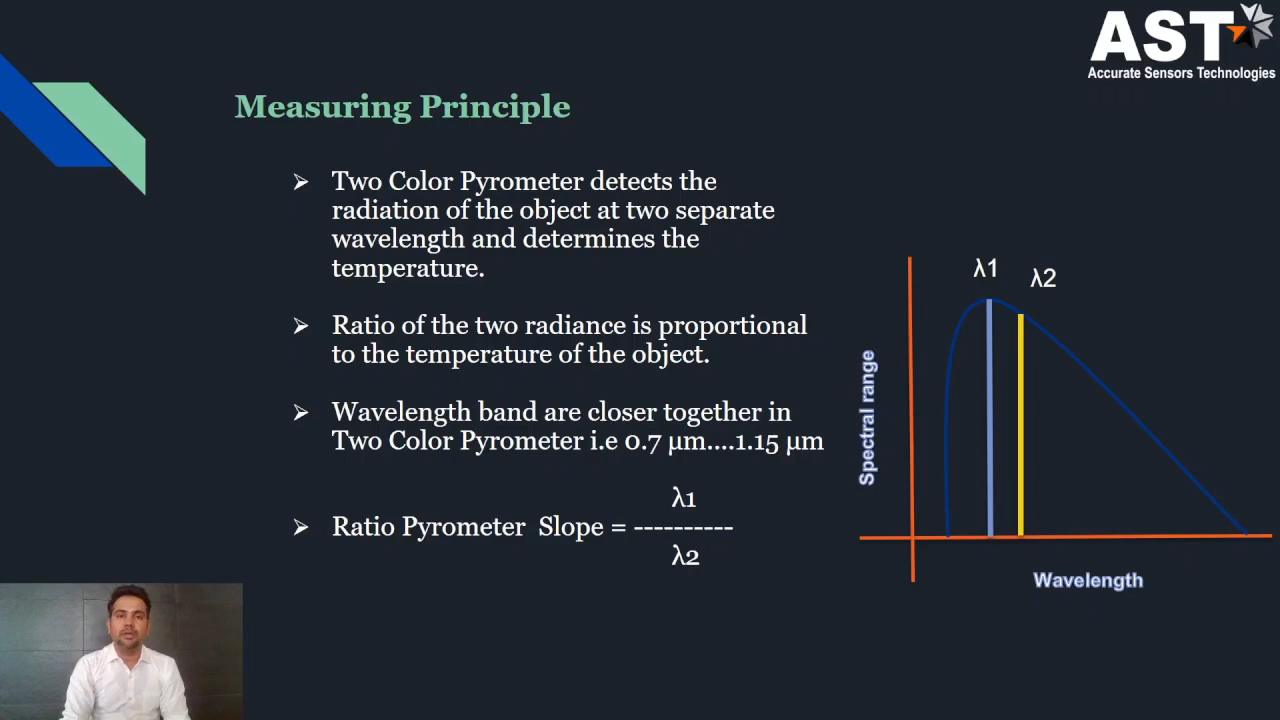 AST
Accurate Sensors Technologies
Measuring Principle
➢ Two Color Pyrometer detects the
radiation of the object at two separate
wavelength and determines the
temperature.
➢ Ratio of the two radiance is proportional
to the temperature of the object.
➢ Wavelength band are closer together in
Two Color Pyrometer i.e 0.7 µm....1.15 µm
λ1
➢ Ratio Pyrometer Slope = ----------
λ2
λ1
λ2
Spectral range
Wavelength